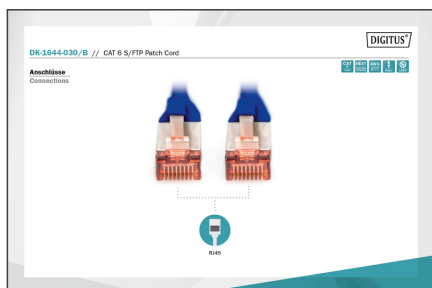 DIGITUS®
DK-1644-030/B // CAT 6 S/FTP Patch Cord
Anschlüsse
Connections
RJ45